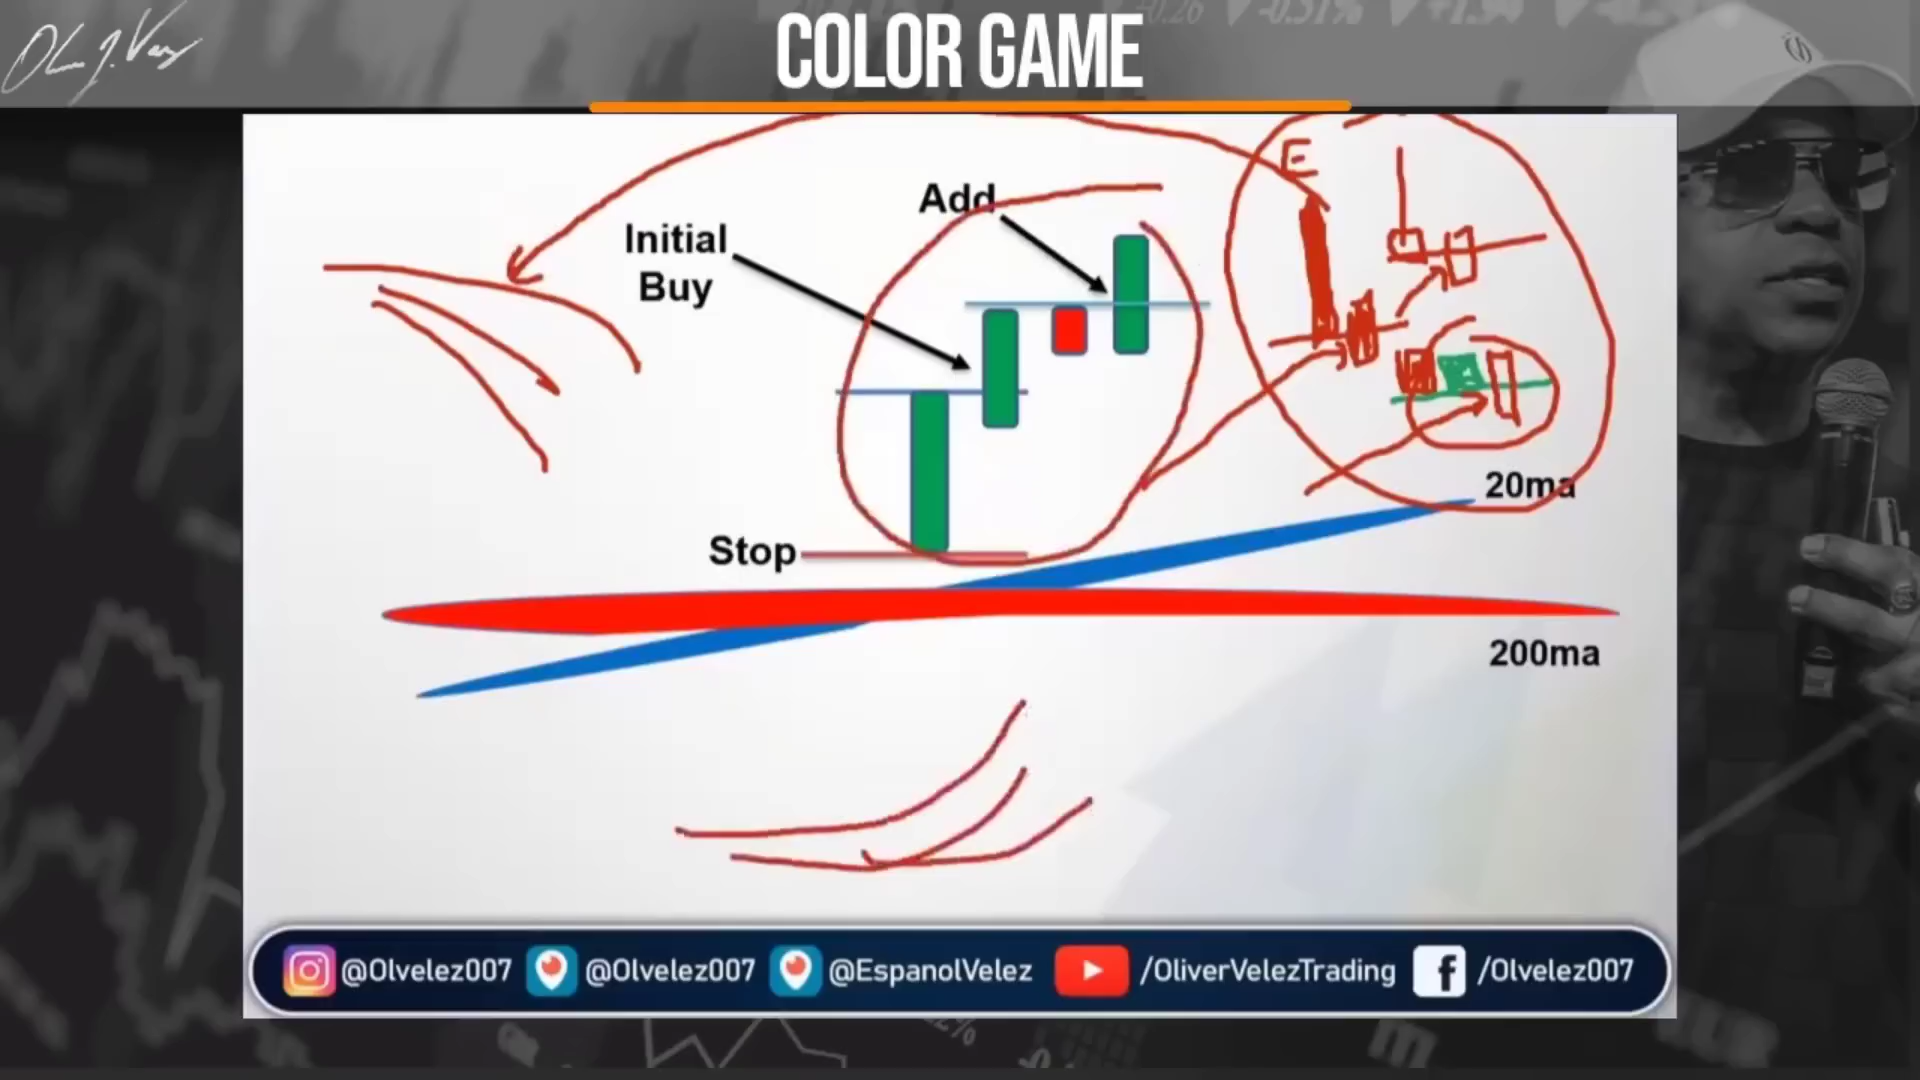 COLOR GAME
E
Add
Initial
Buy
20ma
Stop
200ma
@Olvelez007 @Olvelez007 @EspanolVelez /OliverVelezTrading /Olvelez007